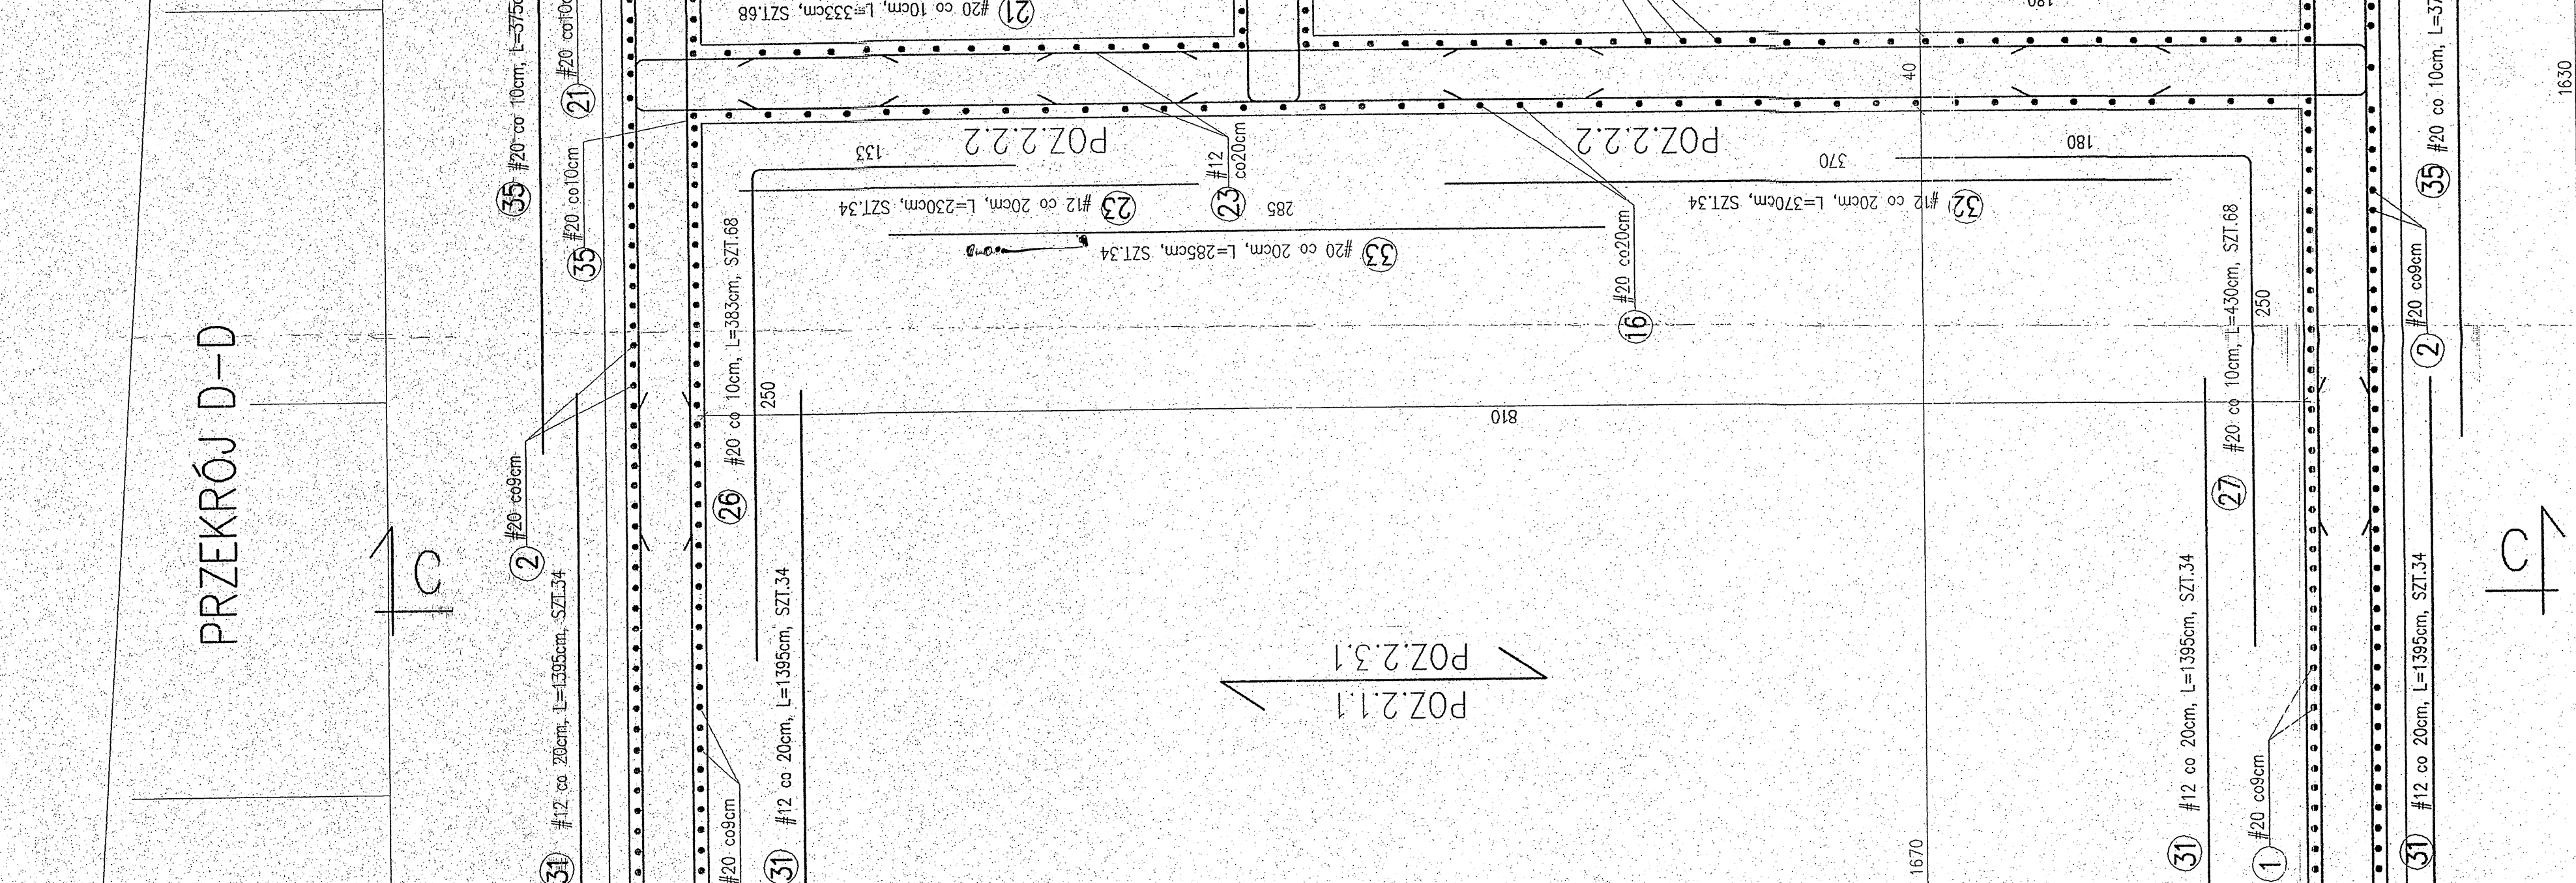 PRZEKRÓJ D-D
C
35 #20 co 10cm, L=375c
21 #20 co10c
35 #20 co10cm
2 #20 co9cm
31 #12 co 20cm, L=1395cm, SZT.34
21 #20 co 10cm, L=333cm, SZT.68
POZ.2.2.2
133
23 #12 co 20cm, L=230cm, SZT.34
23 #12 co20cm
285
33 #20 co 20cm, L=285cm, SZT.34
26 #20 co 10cm, L=383cm, SZT.68
250
31 #12 co 20cm, L=1395cm, SZT.34
#20 co9cm
POZ.2.2.2
16 #20 co20cm
370
32 #12 co 20cm, L=370cm, SZT.34
180
180
40
810
POZ.2.3.1
POZ.2.1.1
1670
27 #20 co 10cm, L=430cm, SZT.68
250
31 #12 co 20cm, L=1395cm, SZT.34
1 #20 co9cm
2 #20 co9cm
31 #12 co 20cm, L=1395cm, SZT.34
35 #20 co 10cm, L=37
C
1630